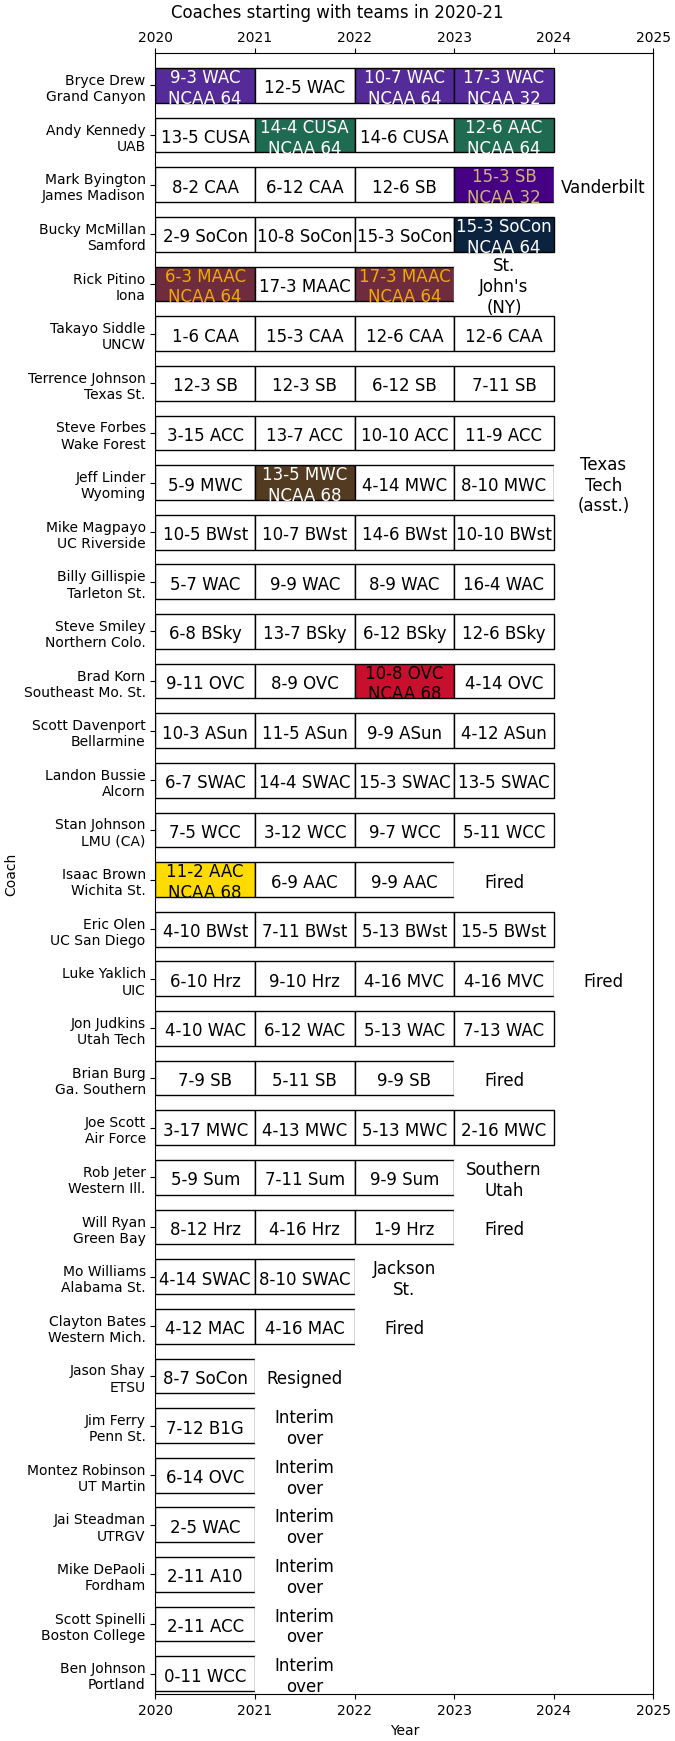 Coaches starting with teams in 2020-21
2020 2021 2022 2023 2024 2025
Bryce Drew
Grand Canyon
9-3 WAC
NCAA 64
12-5 WAC
10-7 WAC
NCAA 64
17-3 WAC
NCAA 32
Andy Kennedy
UAB
13-5 CUSA
14-4 CUSA
NCAA 64
14-6 CUSA
12-6 AAC
NCAA 64
Mark Byington
James Madison
8-2 CAA
6-12 CAA
12-6 SB
15-3 SB
NCAA 32
Vanderbilt
Bucky McMillan
Samford
2-9 SoCon
10-8 SoCon
15-3 SoCon
15-3 SoCon
NCAA 64
Rick Pitino
Iona
6-3 MAAC
NCAA 64
17-3 MAAC
17-3 MAAC
NCAA 64
St.
John's
(NY)
Takayo Siddle
UNCW
1-6 CAA
15-3 CAA
12-6 CAA
12-6 CAA
Terrence Johnson
Texas St.
12-3 SB
12-3 SB
6-12 SB
7-11 SB
Steve Forbes
Wake Forest
3-15 ACC
13-7 ACC
10-10 ACC
11-9 ACC
Jeff Linder
Wyoming
5-9 MWC
13-5 MWC
NCAA 68
4-14 MWC
8-10 MWC
Texas
Tech
(asst.)
Mike Magpayo
UC Riverside
10-5 BWst
10-7 BWst
14-6 BWst
10-10 BWst
Billy Gillispie
Tarleton St.
5-7 WAC
9-9 WAC
8-9 WAC
16-4 WAC
Steve Smiley
Northern Colo.
6-8 BSky
13-7 BSky
6-12 BSky
12-6 BSky
Brad Korn
Southeast Mo. St.
9-11 OVC
8-9 OVC
10-8 OVC
NCAA 68
4-14 OVC
Scott Davenport
Bellarmine
10-3 ASun
11-5 ASun
9-9 ASun
4-12 ASun
Landon Bussie
Alcorn
6-7 SWAC
14-4 SWAC
15-3 SWAC
13-5 SWAC
Stan Johnson
LMU (CA)
7-5 WCC
3-12 WCC
9-7 WCC
5-11 WCC
Coach
Isaac Brown
Wichita St.
11-2 AAC
NCAA 68
6-9 AAC
9-9 AAC
Fired
Eric Olen
UC San Diego
4-10 BWst
7-11 BWst
5-13 BWst
15-5 BWst
Luke Yaklich
UIC
6-10 Hrz
9-10 Hrz
4-16 MVC
4-16 MVC
Fired
Jon Judkins
Utah Tech
4-10 WAC
6-12 WAC
5-13 WAC
7-13 WAC
Brian Burg
Ga. Southern
7-9 SB
5-11 SB
9-9 SB
Fired
Joe Scott
Air Force
3-17 MWC
4-13 MWC
5-13 MWC
2-16 MWC
Rob Jeter
Western Ill.
5-9 Sum
7-11 Sum
9-9 Sum
Southern
Utah
Will Ryan
Green Bay
8-12 Hrz
4-16 Hrz
1-9 Hrz
Fired
Mo Williams
Alabama St.
4-14 SWAC
8-10 SWAC
Jackson
St.
Clayton Bates
Western Mich.
4-12 MAC
4-16 MAC
Fired
Jason Shay
ETSU
8-7 SoCon
Resigned
Jim Ferry
Penn St.
7-12 B1G
Interim
over
Montez Robinson
UT Martin
6-14 OVC
Interim
over
Jai Steadman
UTRGV
2-5 WAC
Interim
over
Mike DePaoli
Fordham
2-11 A10
Interim
over
Scott Spinelli
Boston College
2-11 ACC
Interim
over
Ben Johnson
Portland
0-11 WCC
Interim
over
2020 2021 2022 2023 2024 2025
Year